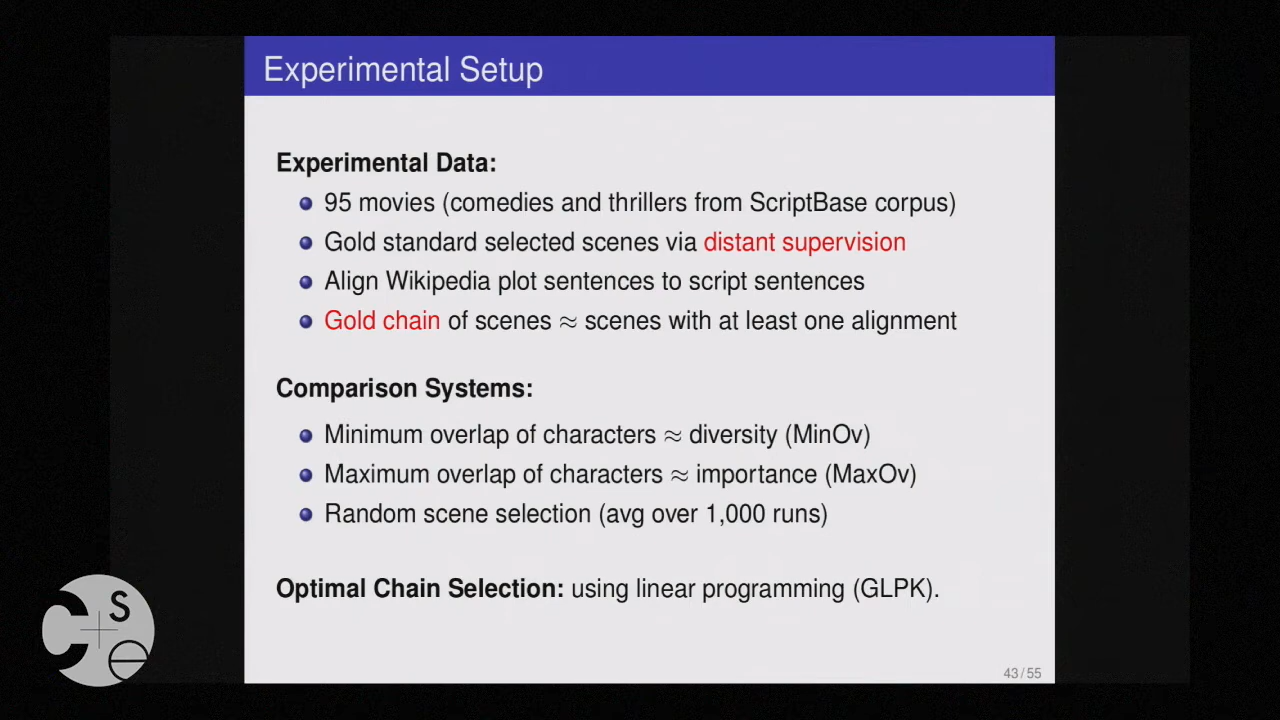 Experimental Setup
Experimental Data:
95 movies (comedies and thrillers from ScriptBase corpus)
Gold standard selected scenes via distant supervision
Align Wikipedia plot sentences to script sentences
Gold chain of scenes ≈ scenes with at least one alignment
Comparison Systems:
Minimum overlap of characters ≈ diversity (MinOv)
Maximum overlap of characters ≈ importance (MaxOv)
Random scene selection (avg over 1,000 runs)
Optimal Chain Selection: using linear programming (GLPK).
43/55
C S e